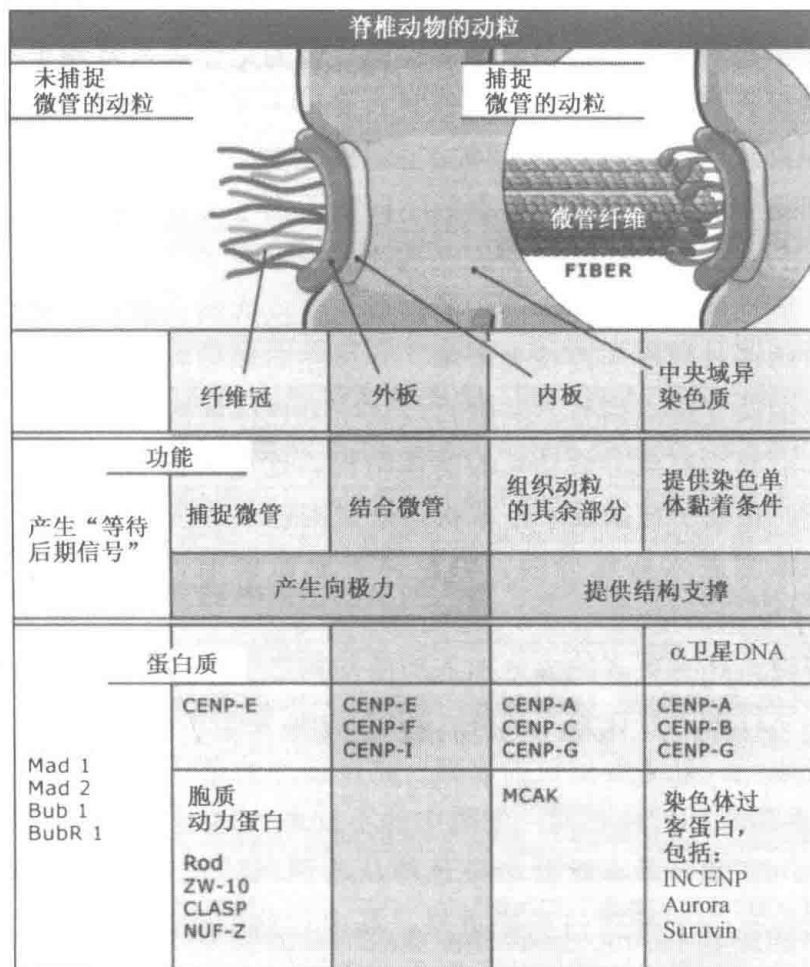 脊椎动物的动粒
未捕捉
微管的动粒
捕捉
微管的动粒
微管纤维
FIBER
纤维冠
外板
内板
中央域异
染色质
功能
产生“等待
后期信号”
捕捉微管
结合微管
组织动粒
的其余部分
提供染色单
体黏着条件
产生向极力
提供结构支撑
蛋白质
α卫星DNA
Mad 1
Mad 2
Bub 1
BubR 1
CENP-E
CENP-E
CENP-F
CENP-I
CENP-A
CENP-C
CENP-G
CENP-A
CENP-B
CENP-G
胞质
动力蛋白
Rod
ZW-10
CLASP
NUF-Z
MCAK
染色体过
客蛋白，
包括：
INCENP
Aurora
Suruvin